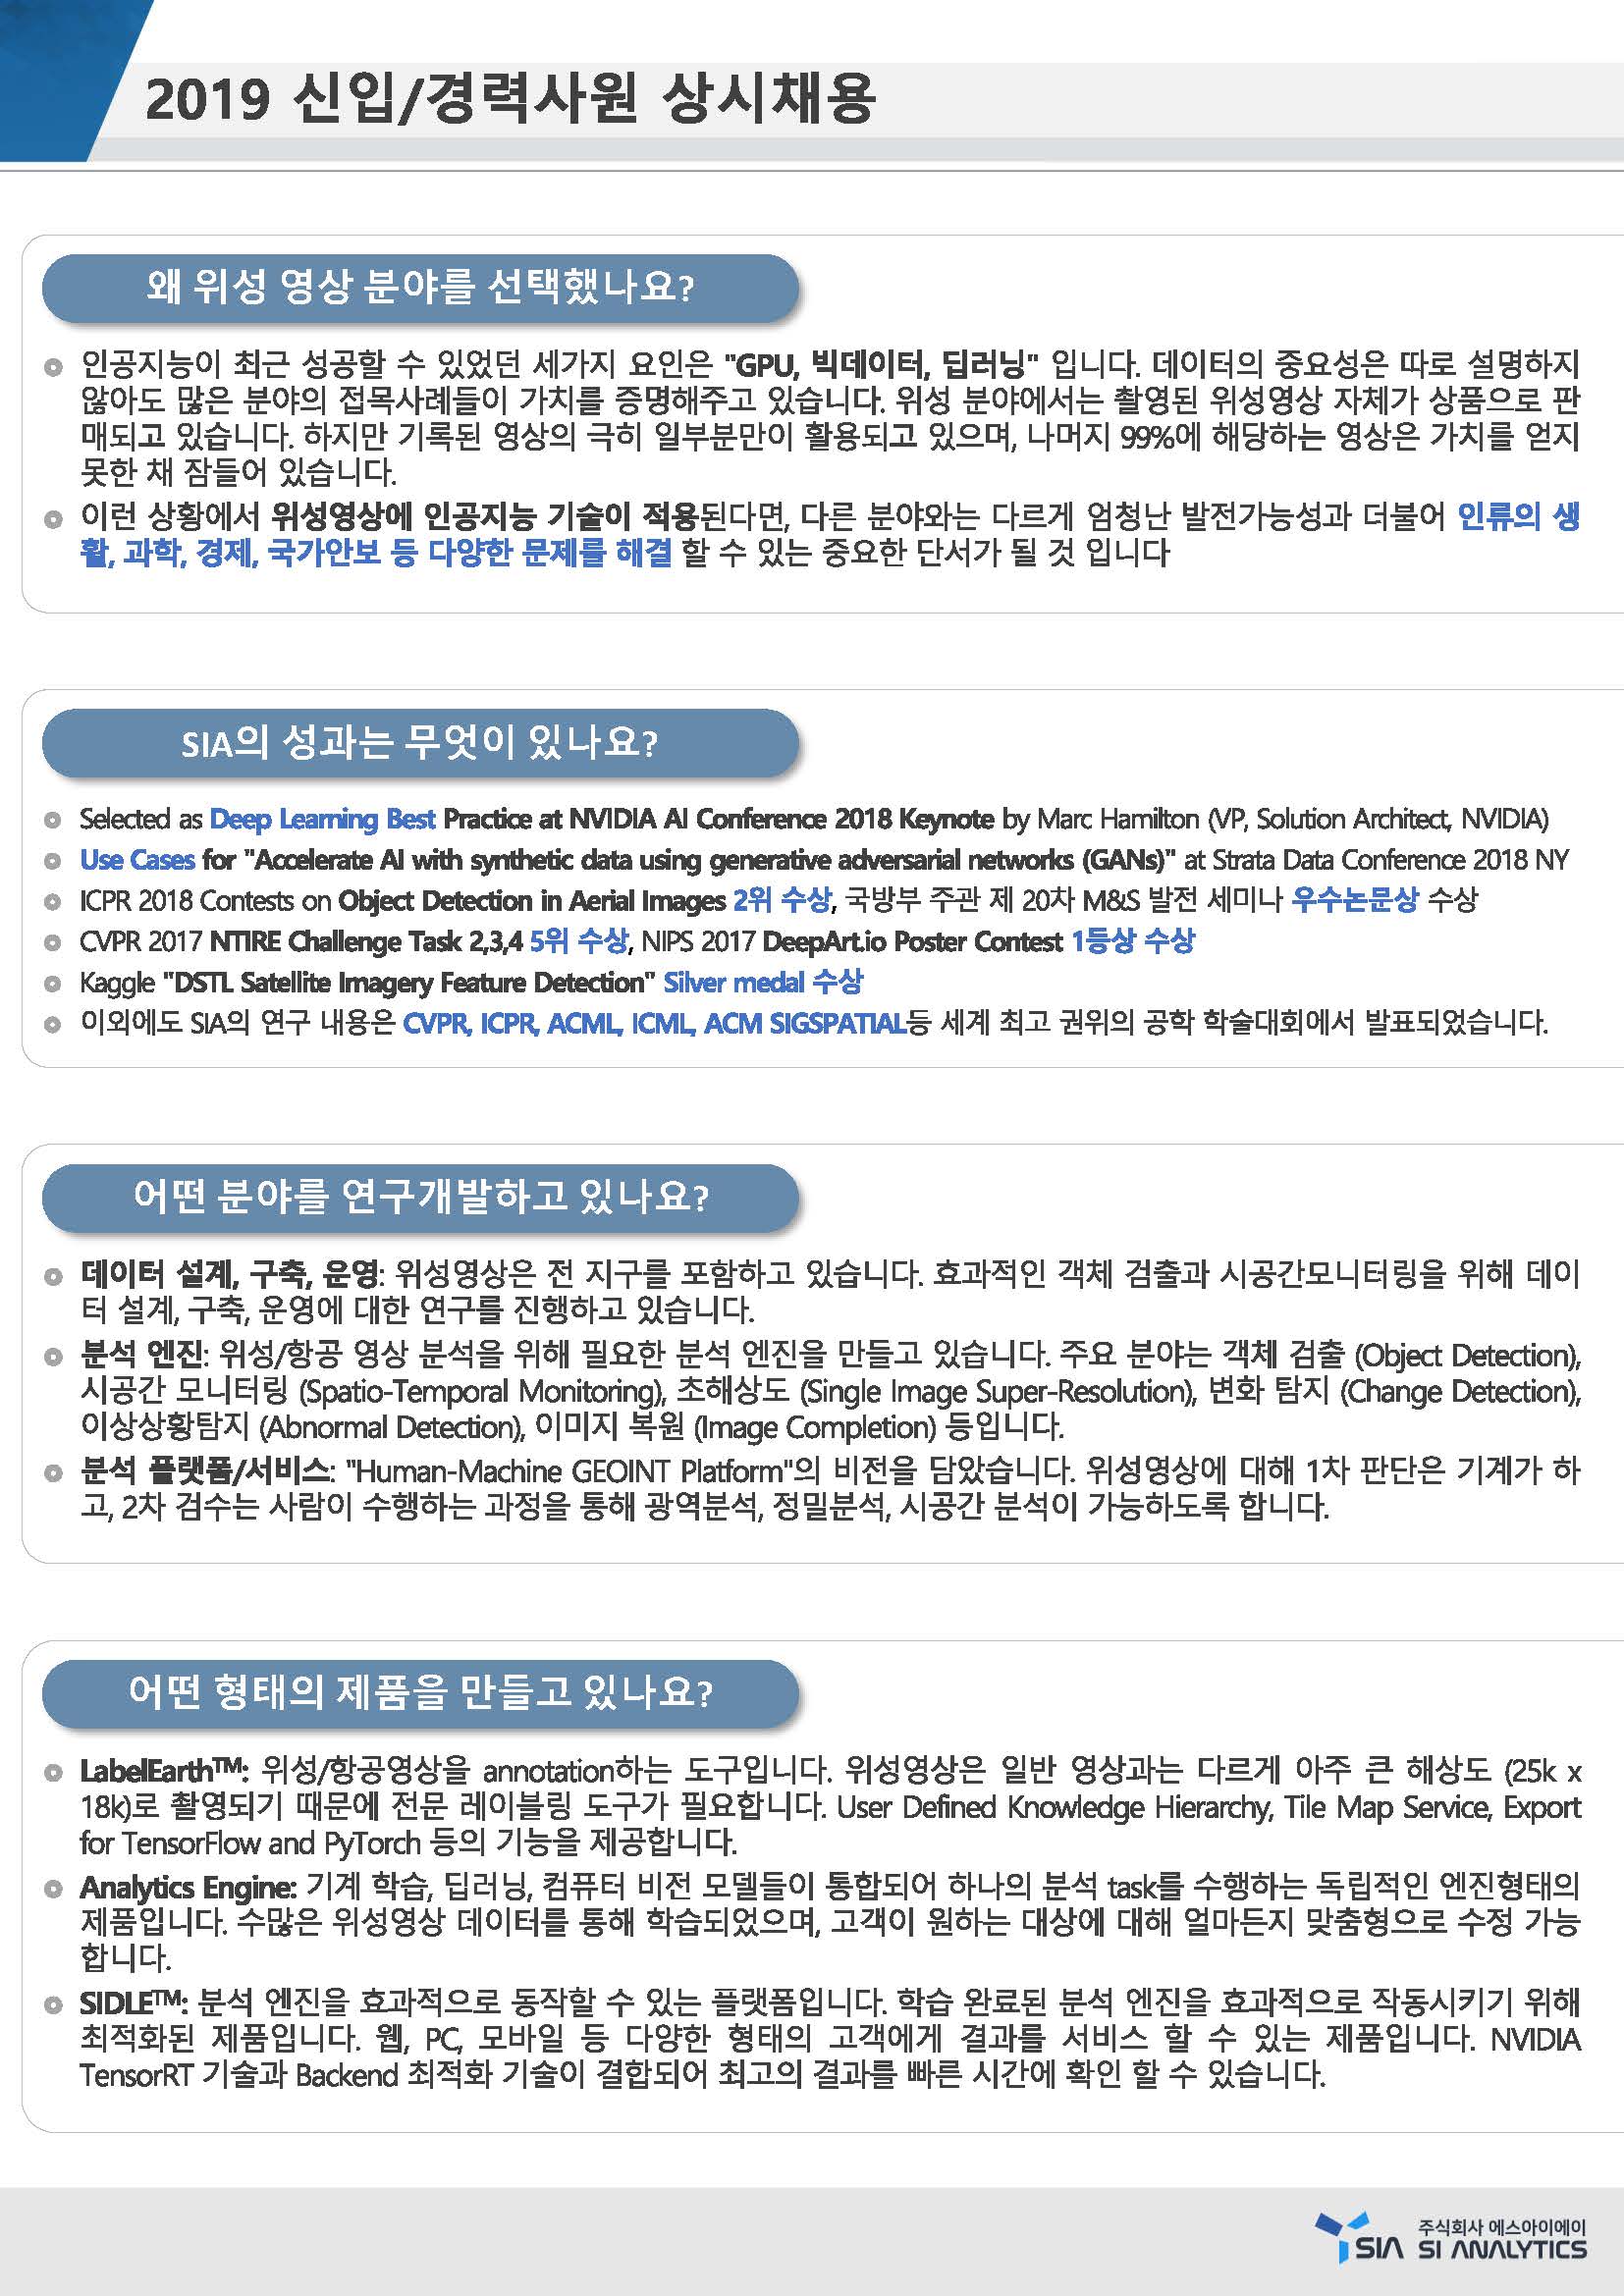 2019 신입/경력사원 상시채용
왜 위성 영상 분야를 선택했나요?
인공지능이 최근 성공할 수 있었던 세가지 요인은 "GPU, 빅데이터, 딥러닝" 입니다. 데이터의 중요성은 따로 설명하지
않아도 많은 분야의 접목사례들이 가치를 증명해주고 있습니다. 위성 분야에서는 촬영된 위성영상 자체가 상품으로 판
매되고 있습니다. 하지만 기록된 영상의 극히 일부분만이 활용되고 있으며, 나머지 99%에 해당하는 영상은 가치를 얻지
못한 채 잠들어 있습니다.
이런 상황에서 위성영상에 인공지능 기술이 적용된다면, 다른 분야와는 다르게 엄청난 발전가능성과 더불어 인류의 생
활, 과학, 경제, 국가안보 등 다양한 문제를 해결 할 수 있는 중요한 단서가 될 것 입니다
SIA의 성과는 무엇이 있나요?
Selected as Deep Learning Best Practice at NVIDIA AI Conference 2018 Keynote by Marc Hamilton (VP, Solution Architect, NVIDIA)
Use Cases for "Accelerate AI with synthetic data using generative adversarial networks (GANs)" at Strata Data Conference 2018 NY
ICPR 2018 Contests on Object Detection in Aerial Images 2위 수상, 국방부 주관 제 20차 M&S 발전 세미나 우수논문상 수상
CVPR 2017 NTIRE Challenge Task 2,3,4 5위 수상, NIPS 2017 DeepArt.io Poster Contest 1등상 수상
Kaggle "DSTL Satellite Imagery Feature Detection" Silver medal 수상
이외에도 SIA의 연구 내용은 CVPR, ICPR, ACML, ICML, ACM SIGSPATIAL등 세계 최고 권위의 공학 학술대회에서 발표되었습니다.
어떤 분야를 연구개발하고 있나요?
데이터 설계, 구축, 운영: 위성영상은 전 지구를 포함하고 있습니다. 효과적인 객체 검출과 시공간모니터링을 위해 데이
터 설계, 구축, 운영에 대한 연구를 진행하고 있습니다.
분석 엔진: 위성/항공 영상 분석을 위해 필요한 분석 엔진을 만들고 있습니다. 주요 분야는 객체 검출 (Object Detection),
시공간 모니터링 (Spatio-Temporal Monitoring), 초해상도 (Single Image Super-Resolution), 변화 탐지 (Change Detection),
이상상황탐지 (Abnormal Detection), 이미지 복원 (Image Completion) 등입니다.
분석 플랫폼/서비스: "Human-Machine GEOINT Platform"의 비전을 담았습니다. 위성영상에 대해 1차 판단은 기계가 하
고, 2차 검수는 사람이 수행하는 과정을 통해 광역분석, 정밀분석, 시공간 분석이 가능하도록 합니다.
어떤 형태의 제품을 만들고 있나요?
LabelEarth™: 위성/항공영상을 annotation하는 도구입니다. 위성영상은 일반 영상과는 다르게 아주 큰 해상도 (25k x
18k)로 촬영되기 때문에 전문 레이블링 도구가 필요합니다. User Defined Knowledge Hierarchy, Tile Map Service, Export
for TensorFlow and PyTorch 등의 기능을 제공합니다.
Analytics Engine: 기계 학습, 딥러닝, 컴퓨터 비전 모델들이 통합되어 하나의 분석 task를 수행하는 독립적인 엔진형태의
제품입니다. 수많은 위성영상 데이터를 통해 학습되었으며, 고객이 원하는 대상에 대해 얼마든지 맞춤형으로 수정 가능
합니다.
SIDLE™: 분석 엔진을 효과적으로 동작할 수 있는 플랫폼입니다. 학습 완료된 분석 엔진을 효과적으로 작동시키기 위해
최적화된 제품입니다. 웹, PC, 모바일 등 다양한 형태의 고객에게 결과를 서비스 할 수 있는 제품입니다. NVIDIA
TensorRT 기술과 Backend 최적화 기술이 결합되어 최고의 결과를 빠른 시간에 확인 할 수 있습니다.
주식회사 에스아이에이
SIA SI ANALYTICS